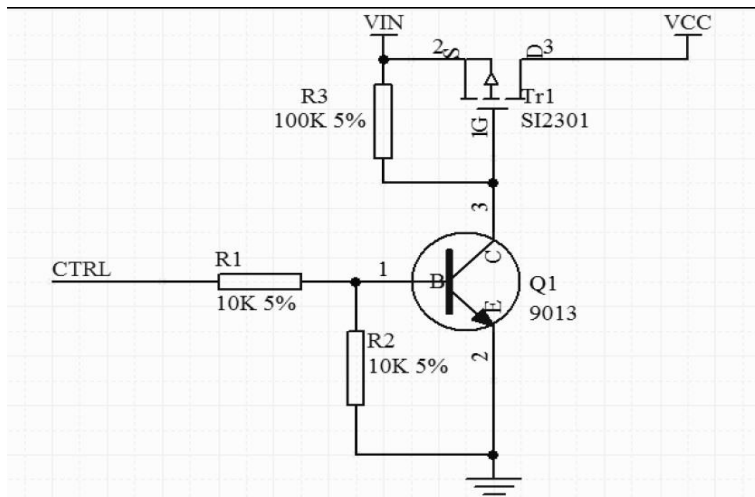 VIN
VCC
2
S
D
3
R3
100K 5%
Tr1
SI2301
1
G
3
CTRL
R1
10K 5%
1
B
C
E
Q1
9013
R2
10K 5%
2